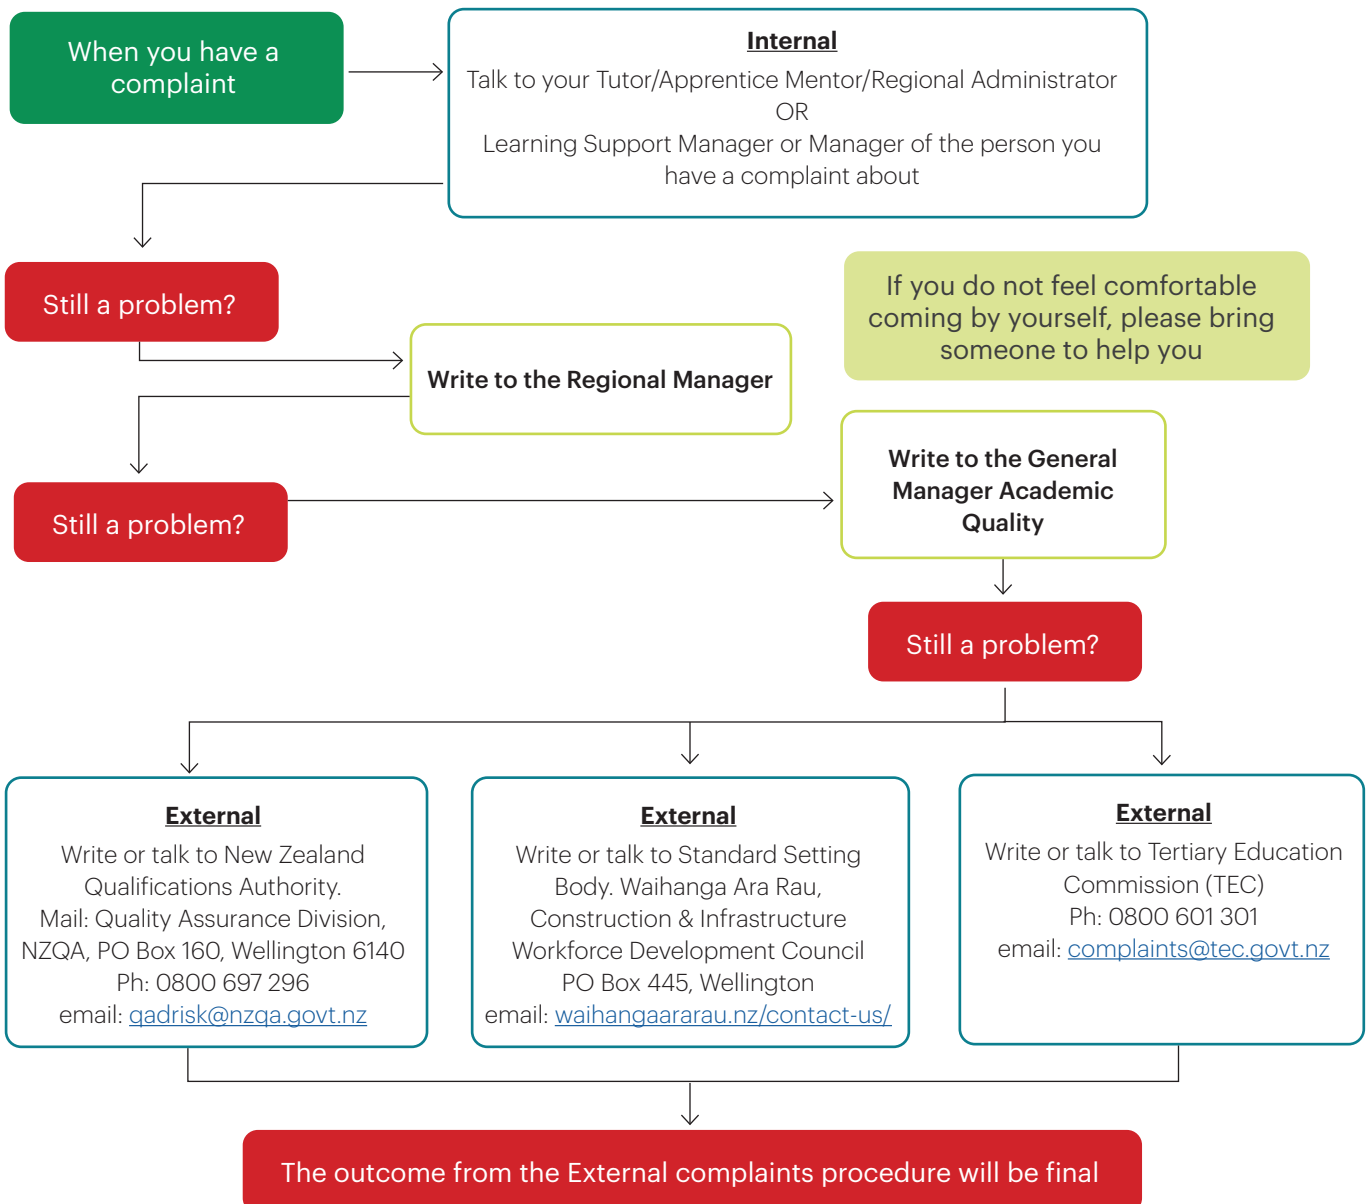 When you have a
complaint
Internal
Talk to your Tutor/Apprentice Mentor/Regional Administrator
OR
Learning Support Manager or Manager of the person you
have a complaint about
Still a problem?
If you do not feel comfortable
coming by yourself, please bring
someone to help you
Write to the Regional Manager
Still a problem?
Write to the General
Manager Academic
Quality
Still a problem?
External
Write or talk to New Zealand
Qualifications Authority.
Mail: Quality Assurance Division,
NZQA, PO Box 160, Wellington 6140
Ph: 0800 697 296
email: qadrisk@nzqa.govt.nz
External
Write or talk to Standard Setting
Body. Waihanga Ara Rau,
Construction & Infrastructure
Workforce Development Council
PO Box 445, Wellington
email: waihangaararau.nz/contact-us/
External
Write or talk to Tertiary Education
Commission (TEC)
Ph: 0800 601 301
email: complaints@tec.govt.nz
The outcome from the External complaints procedure will be final